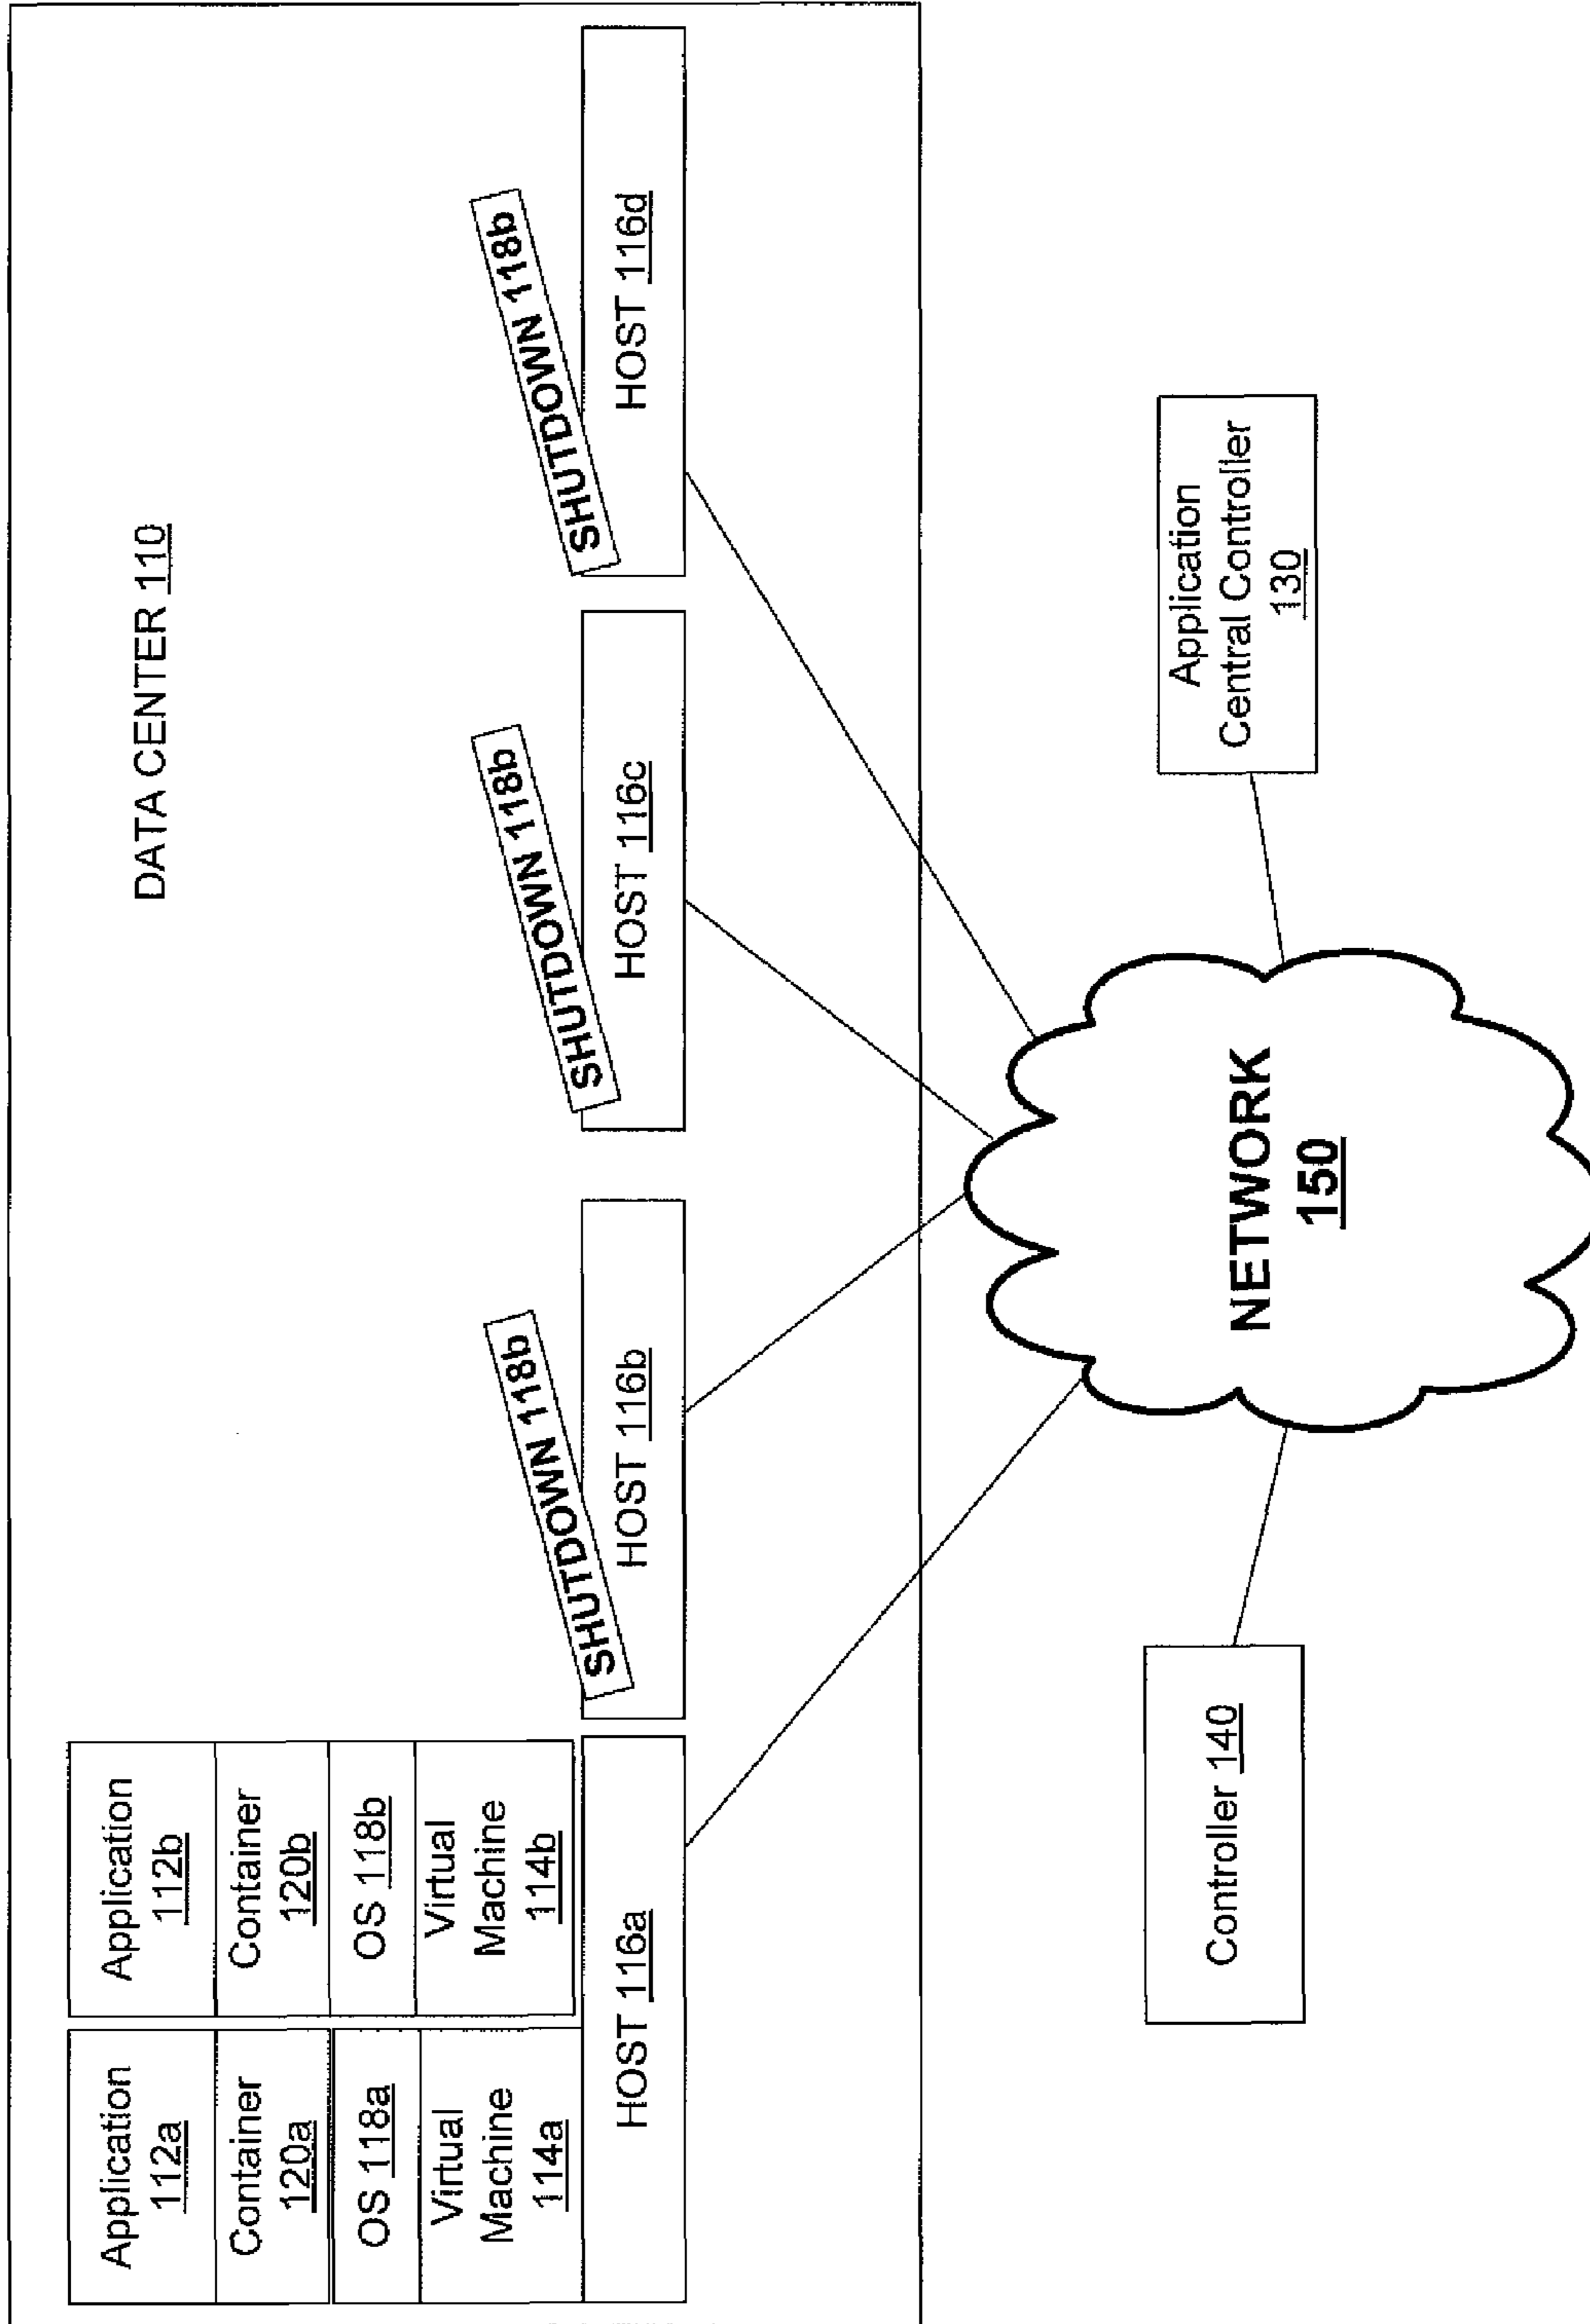 DATA CENTER 110
Application
112a
Container
120a
OS 118a
Virtual
Machine
114a
Application
112b
Container
120b
OS 118b
Virtual
Machine
114b
SHUTDOWN 118b
SHUTDOWN 118b
SHUTDOWN 118b
HOST 116a
HOST 116b
HOST 116c
HOST 116d
NETWORK
150
Controller 140
Application
Central Controller
130